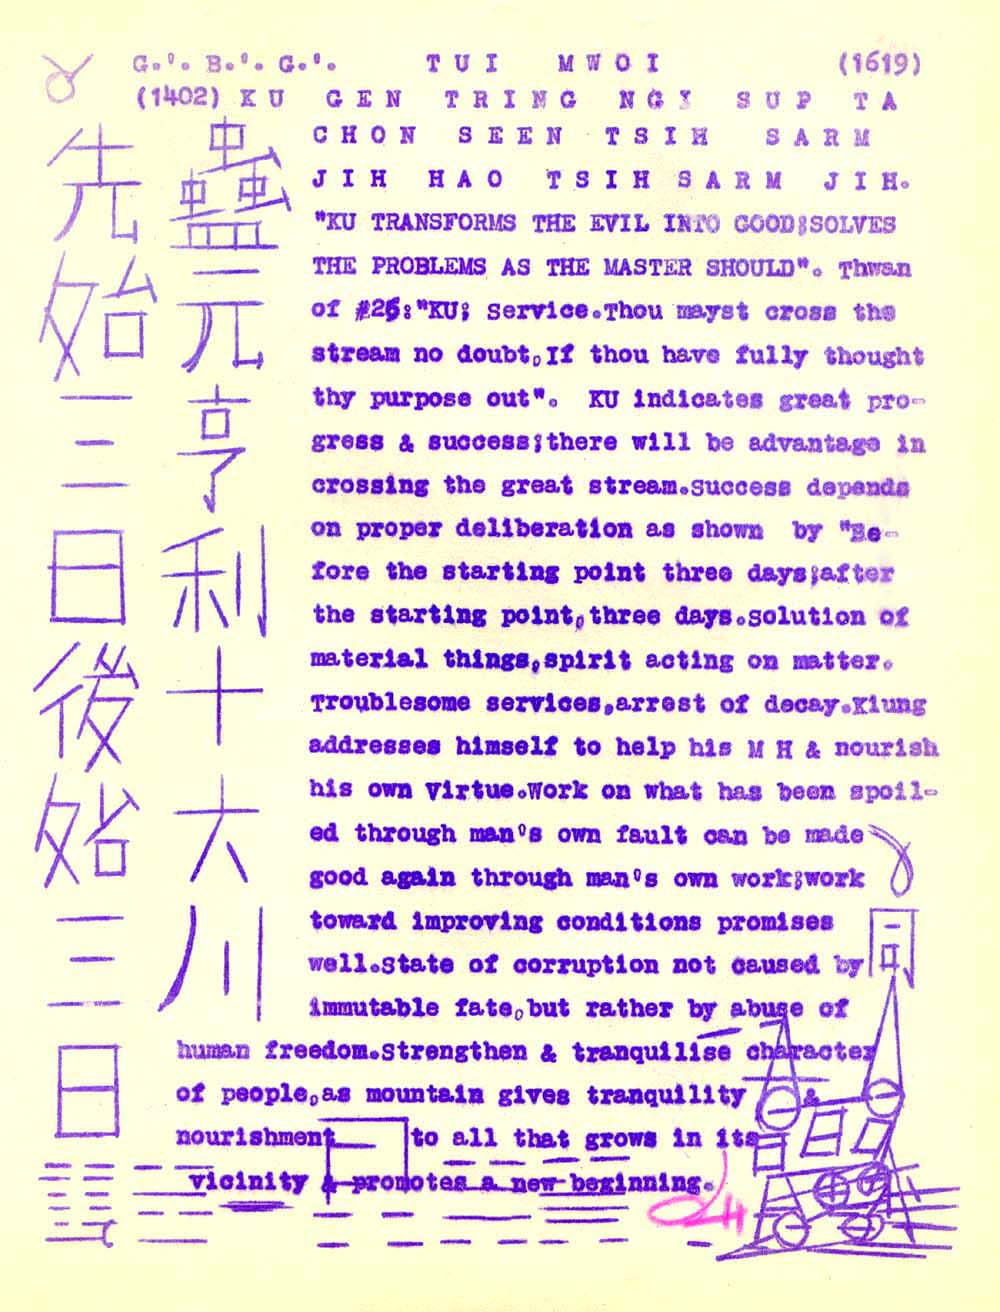 G.'. B.'. G.'. TUI MWOI (1619)
(1402) KU GEN TRING NGI SUP TA
CHON SEEN TSIH SARM
JIH HAO TSIH SARM JIH.
蠱元亨利十大川
先始三日後始三日
"KU TRANSFORMS THE EVIL INTO GOOD;SOLVES
THE PROBLEMS AS THE MASTER SHOULD". Thwan
of #26:"KU; Service.Thou mayst cross the
stream no doubt,If thou have fully thought
thy purpose out". KU indicates great pro-
gress & success;there will be advantage in
crossing the great stream.Success depends
on proper deliberation as shown by "Be-
fore the starting point three days;after
the starting point,three days.Solution of
material things,spirit acting on matter.
Troublesome services,arrest of decay.Kiung
addresses himself to help his M H & nourish
his own Virtue.Work on what has been spoil-
ed through man's own fault can be made
good again through man's own work;work
toward improving conditions promises
well.State of corruption not caused by
immutable fate,but rather by abuse of
human freedom.Strengthen & tranquilise character
of people,as mountain gives tranquility &
nourishment to all that grows in its
vicinity & promotes a new beginning.